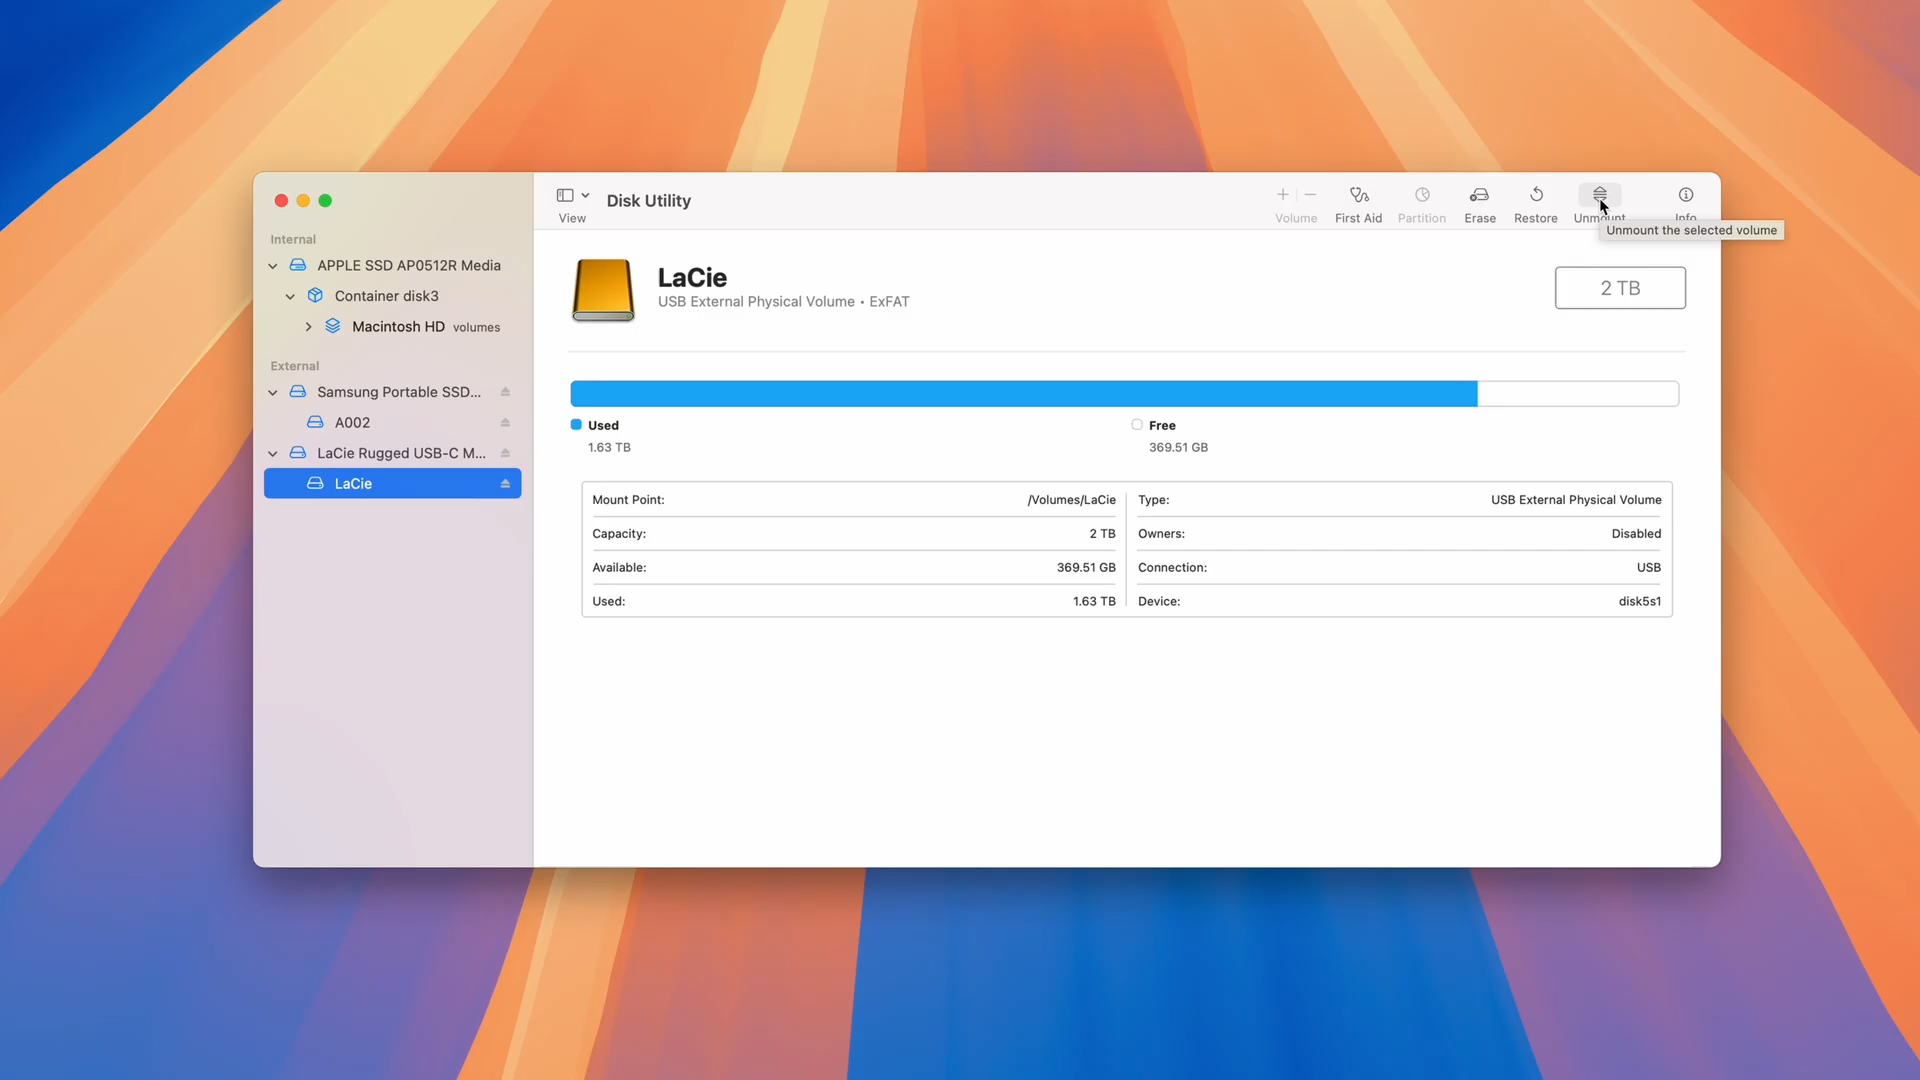 View
Disk Utility
Volume
First Aid
Partition
Erase
Restore
Unmount
Info
Unmount the selected volume
Internal
APPLE SSD AP0512R Media
Container disk3
Macintosh HD volumes
External
Samsung Portable SSD...
A002
LaCie Rugged USB-C M...
LaCie
LaCie
USB External Physical Volume • ExFAT
2 TB
Used
1.63 TB
Free
369.51 GB
Mount Point: /Volumes/LaCie
Capacity: 2 TB
Available: 369.51 GB
Used: 1.63 TB
Type: USB External Physical Volume
Owners: Disabled
Connection: USB
Device: disk5s1